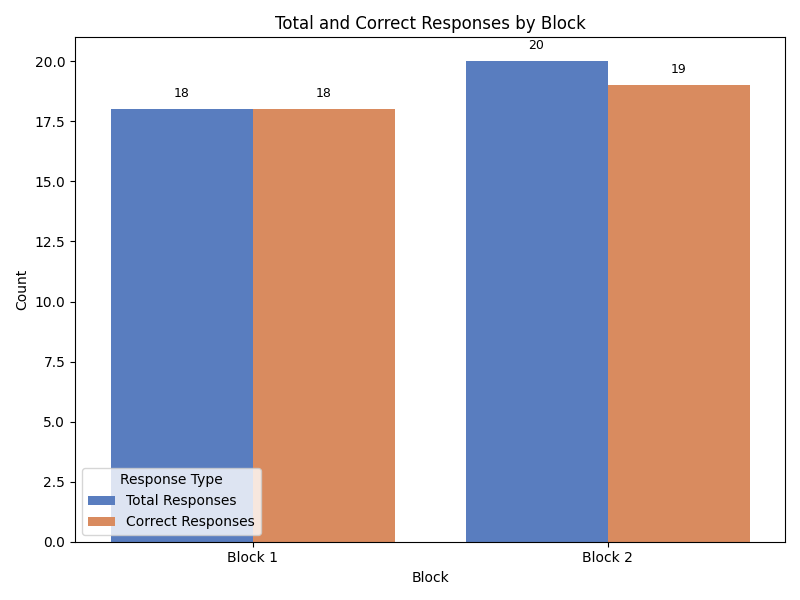 Total and Correct Responses by Block
20
19
18
18
20.0
17.5
15.0
12.5
10.0
7.5
5.0
2.5
0.0
Count
Response Type
Total Responses
Correct Responses
Block 1
Block 2
Block